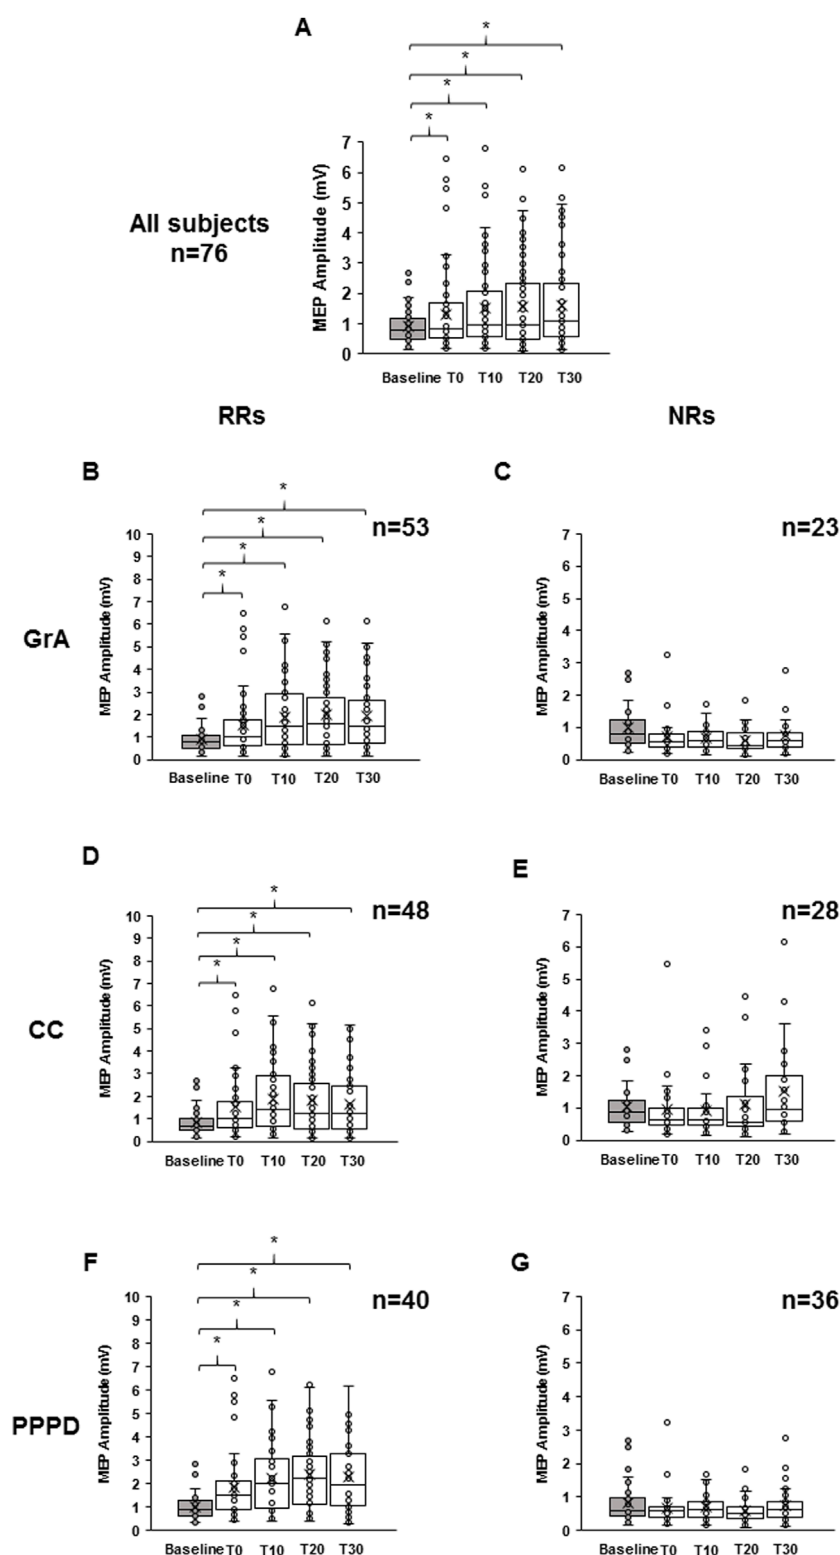 A
*
*
*
*
7
6
5
4
3
2
1
0
MEP Amplitude (mV)
All subjects
n=76
Baseline T0 T10 T20 T30
RRs
NRs
B
*
*
*
*
n=53
10
9
8
7
6
5
4
3
2
1
0
MEP Amplitude (mV)
GrA
Baseline T0 T10 T20 T30
C
n=23
7
6
5
4
3
2
1
0
MEP Amplitude (mV)
Baseline T0 T10 T20 T30
D
*
*
*
*
n=48
10
9
8
7
6
5
4
3
2
1
0
MEP Amplitude (mV)
CC
Baseline T0 T10 T20 T30
E
n=28
7
6
5
4
3
2
1
0
MEP Amplitude (mV)
Baseline T0 T10 T20 T30
F
*
*
*
*
n=40
10
9
8
7
6
5
4
3
2
1
0
MEP Amplitude (mV)
PPPD
Baseline T0 T10 T20 T30
G
n=36
7
6
5
4
3
2
1
0
MEP Amplitude (mV)
Baseline T0 T10 T20 T30